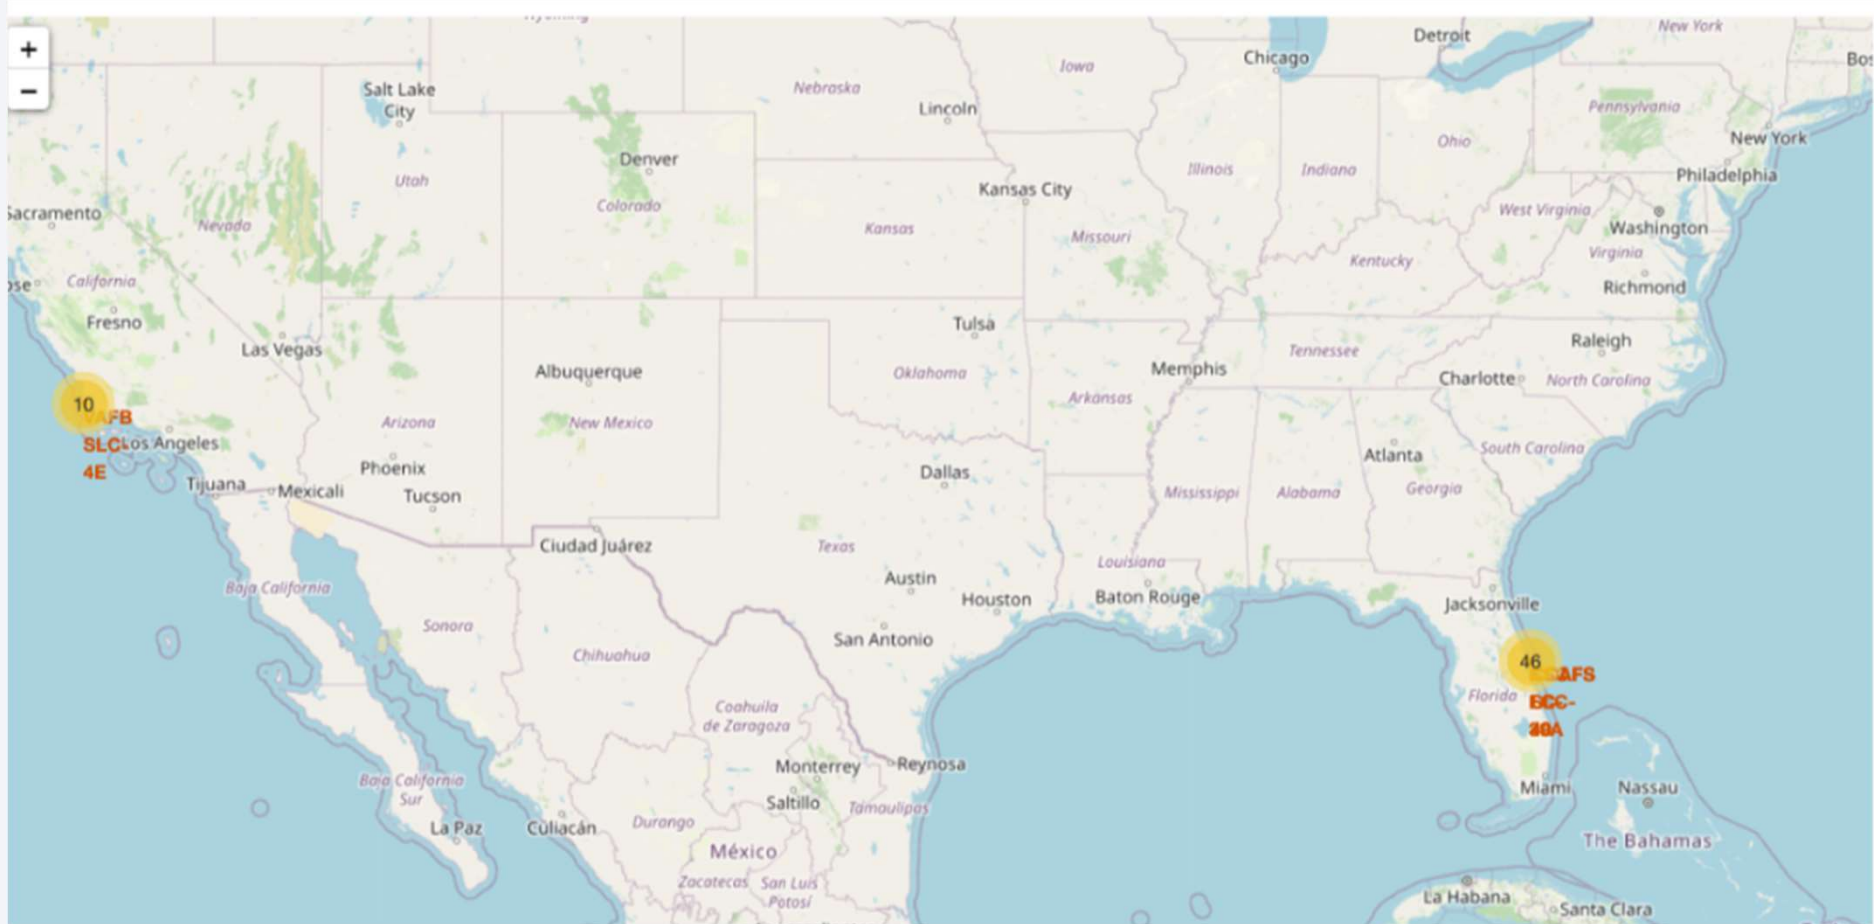 Wyoming
New York
+
Detroit
Chicago
Iowa
Salt Lake
City
Nebraska
Lincoln
Pennsylvania
New York
Ohio
Denver
Illinois
Indiana
Philadelphia
Utah
Kansas City
Colorado
West Virginia
Sacramento
Nevada
Kansas
Missouri
Washington
Virginia
Kentucky
California
Richmond
Fresno
Las Vegas
Tulsa
Raleigh
Tennessee
Albuquerque
Oklahoma
Memphis
Charlotte
North Carolina
10
VAFB
SLC-
4E
Los Angeles
Arizona
New Mexico
Arkansas
Phoenix
Dallas
Atlanta
South Carolina
Tijuana
Mexicali
Tucson
Mississippi
Alabama
Georgia
Ciudad Juárez
Texas
Louisiana
Baja California
Austin
Houston
Baton Rouge
Jacksonville
Sonora
San Antonio
Chihuahua
46
Florida
Coahuila
de Zaragoza
Monterrey
Reynosa
Baja California
Sur
Saltillo
Tamaulipas
Miami
Nassau
La Paz
Culiacán
Durango
México
The Bahamas
Zacatecas
San Luis
Potosí
La Habana
Santa Clara